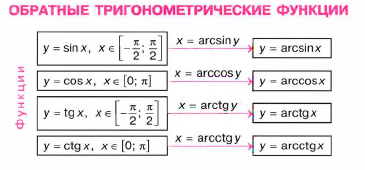 ОБРАТНЫЕ ТРИГОНОМЕТРИЧЕСКИЕ ФУНКЦИИ
Функции
y = sin x, x ∈ [-π/2; π/2] x = arcsin y y = arcsin x
y = cos x, x ∈ [0; π] x = arccos y y = arccos x
y = tg x, x ∈ [-π/2; π/2] x = arctg y y = arctg x
y = ctg x, x ∈ [0; π] x = arcctg y y = arcctg x